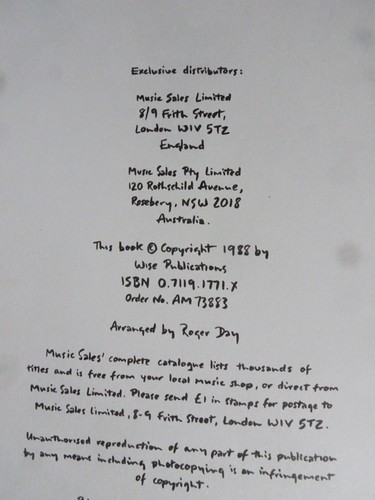 Exclusive distributors:
Music Sales Limited
8/9 Frith Street,
London W1V 5TZ
England
Music Sales Pty Limited
120 Rothschild Avenue,
Rosebery, NSW 2018
Australia.
This book © Copyright 1988 by
Wise Publications
ISBN 0.7119.1771.X
Order No. AM 73883
Arranged by Roger Day
Music Sales' complete catalogue lists thousands of
titles and is free from your local music shop, or direct from
Music Sales Limited. Please send £1 in stamps for postage to
Music Sales Limited, 8-9 Frith Street, London W1V 5TZ.
Unauthorised reproduction of any part of this publication
by any means including photocopying is an infringement
of copyright.